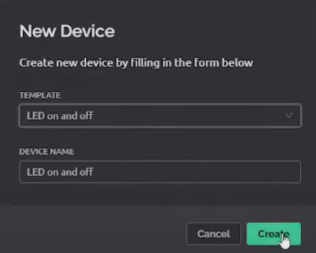 New Device
Create new device by filling in the form below
TEMPLATE
LED on and off
DEVICE NAME
LED on and off
Cancel
Create